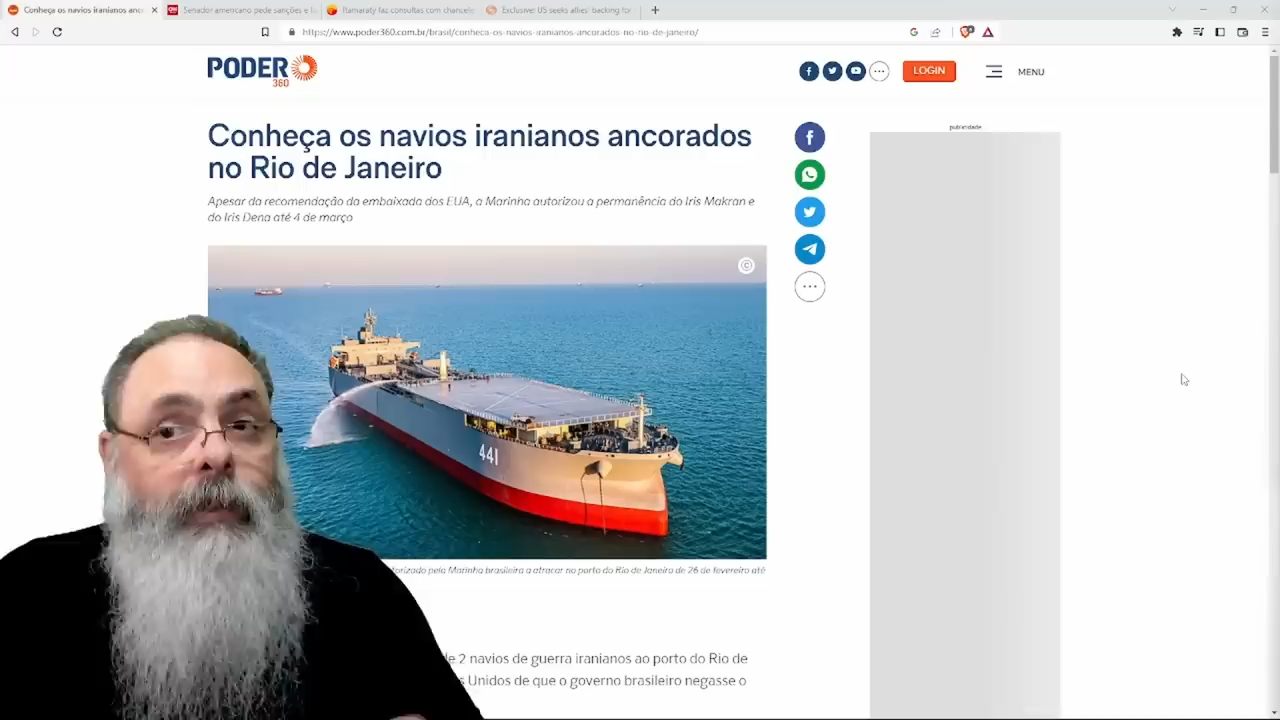 Conheça os navios iranianos anc
Senador americano pede sanções e
Itamaraty faz consultas com chancele
Exclusive: US seeks allies' backing for
https://www.poder360.com.br/brasil/conheca-os-navios-iranianos-ancorados-no-rio-de-janeiro/
PODER
360
LOGIN
MENU
publicidade
Conheça os navios iranianos ancorados
no Rio de Janeiro
Apesar da recomendação da embaixada dos EUA, a Marinha autorizou a permanência do Iris Makran e
do Iris Dena até 4 de março
441
torizado pela Marinha brasileira a atracar no porto do Rio de Janeiro de 26 de fevereiro até
e 2 navios de guerra iranianos ao porto do Rio de
s Unidos de que o governo brasileiro negasse o